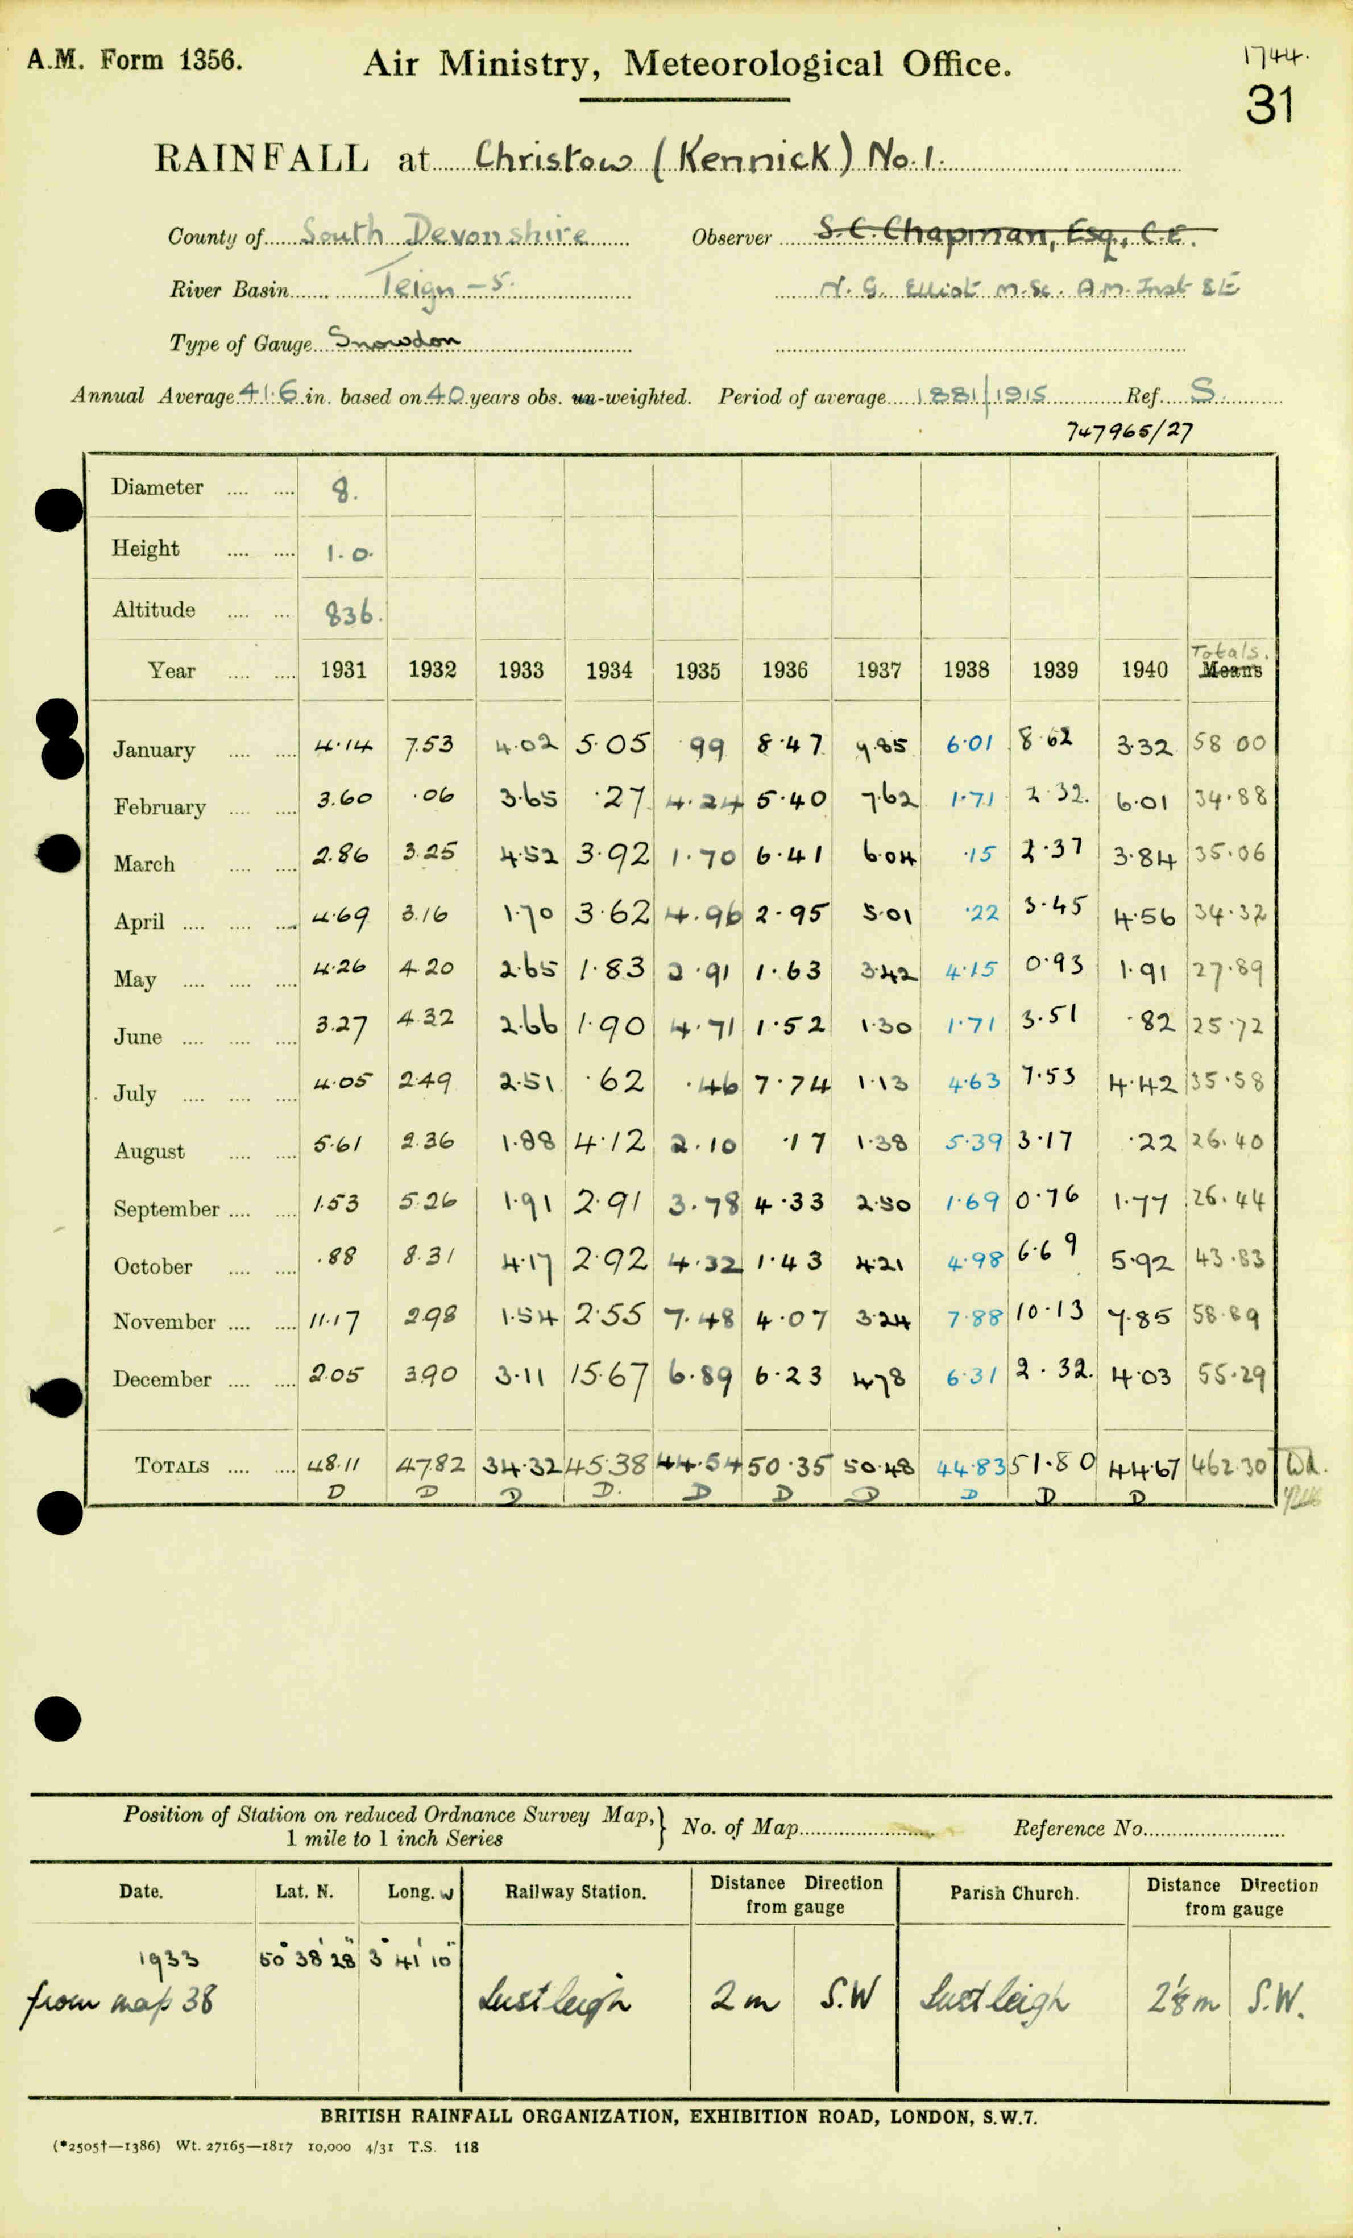 A.M. Form 1356.
Air Ministry, Meteorological Office.
1744.
31
RAINFALL at Christow (Kennick) No. 1.
County of South Devonshire Observer S. C. Chapman, Esq., C.E.
River Basin Teign - 5. N. G. Elliot M.Sc. A.M. Inst
Type of Gauge Snowdon
Annual Average 41.6 in. based on 40 years obs. un-weighted. Period of average 1881/1915 Ref. S.
747965/27
Diameter 8.
Height 1.0.
Altitude 836.
Totals.
Year 1931 1932 1933 1934 1935 1936 1937 1938 1939 1940 Means
January 4.14 7.53 4.02 5.05 .99 8.47 9.85 6.01 8.62 3.32 58.00
February 3.60 .06 3.65 .27 4.24 5.40 7.62 1.71 2.32. 6.01 34.88
March 2.86 3.25 4.52 3.92 1.70 6.41 6.04 .15 2.37 3.84 35.06
April 4.69 3.16 1.70 3.62 4.96 2.95 5.01 .22 3.45 4.56 34.32
May 4.26 4.20 2.65 1.83 2.91 1.63 3.42 4.15 0.93 1.91 27.89
June 3.27 4.32 2.66 1.90 4.71 1.52 1.30 1.71 3.51 .82 25.72
July 4.05 2.49 2.51 .62 .46 7.74 1.13 4.63 7.53 4.42 35.58
August 5.61 2.36 1.88 4.12 2.10 .17 1.38 5.39 3.17 .22 26.40
September 1.53 5.26 1.91 2.91 3.78 4.33 2.50 1.69 0.76 1.77 26.44
October .88 8.31 4.17 2.92 4.32 1.43 4.21 4.98 6.69 5.92 43.83
November 11.17 2.98 1.54 2.55 7.48 4.07 3.24 7.88 10.13 7.85 58.89
December 2.05 3.90 3.11 15.67 6.89 6.23 4.78 6.31 2.32. 4.03 55.29
TOTALS 48.11 47.82 34.32 45.38 44.54 50.35 50.48 44.83 51.80 44.67 462.30
D D D D. D D D D D D
Position of Station on reduced Ordnance Survey Map, 1 mile to 1 inch Series } No. of Map Reference No.
Date. Lat. N. Long. W Railway Station. Distance Direction from gauge Parish Church. Distance Direction from gauge
1933 50° 38' 28" 3° 41' 10"
from map 38 Lustleigh 2 m S.W Lustleigh 2⅛ m S.W.
BRITISH RAINFALL ORGANIZATION, EXHIBITION ROAD, LONDON, S.W.7.
(*2505†—1386) Wt. 27165—1817 10,000 4/31 T.S. 118